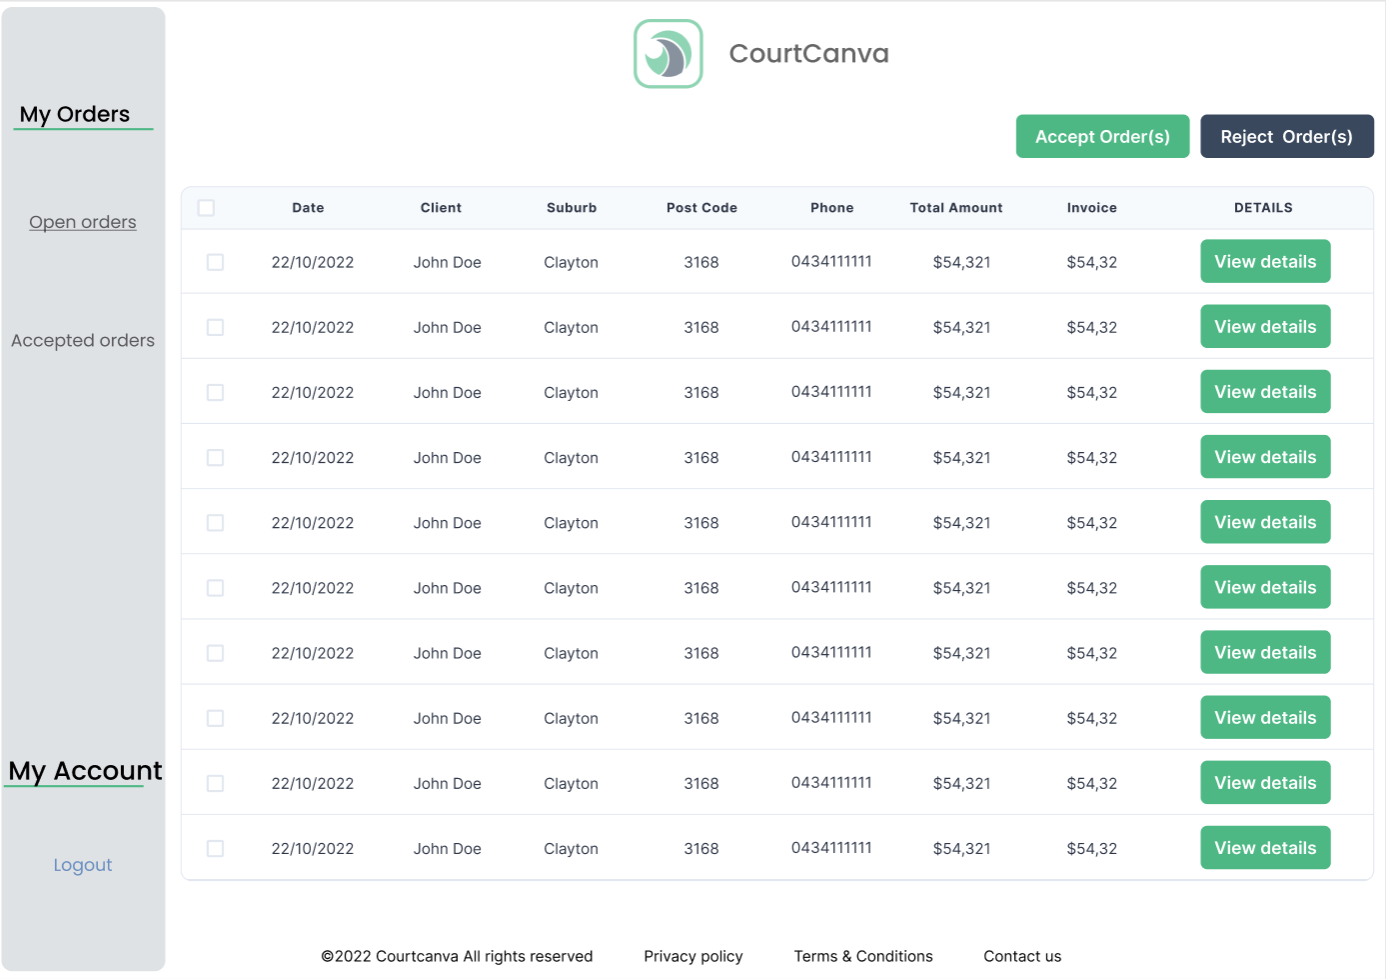 CourtCanva
My Orders
Accept Order(s) Reject Order(s)
Open orders
Accepted orders
My Account
Logout
Date Client Suburb Post Code Phone Total Amount Invoice DETAILS
22/10/2022 John Doe Clayton 3168 0434111111 $54,321 $54,32 View details
22/10/2022 John Doe Clayton 3168 0434111111 $54,321 $54,32 View details
22/10/2022 John Doe Clayton 3168 0434111111 $54,321 $54,32 View details
22/10/2022 John Doe Clayton 3168 0434111111 $54,321 $54,32 View details
22/10/2022 John Doe Clayton 3168 0434111111 $54,321 $54,32 View details
22/10/2022 John Doe Clayton 3168 0434111111 $54,321 $54,32 View details
22/10/2022 John Doe Clayton 3168 0434111111 $54,321 $54,32 View details
22/10/2022 John Doe Clayton 3168 0434111111 $54,321 $54,32 View details
22/10/2022 John Doe Clayton 3168 0434111111 $54,321 $54,32 View details
22/10/2022 John Doe Clayton 3168 0434111111 $54,321 $54,32 View details
©2022 Courtcanva All rights reserved Privacy policy Terms & Conditions Contact us